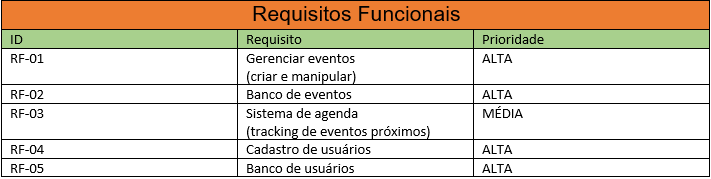 Requisitos Funcionais
ID Requisito Prioridade
RF-01 Gerenciar eventos ALTA
(criar e manipular)
RF-02 Banco de eventos ALTA
RF-03 Sistema de agenda MÉDIA
(tracking de eventos próximos)
RF-04 Cadastro de usuários ALTA
RF-05 Banco de usuários ALTA